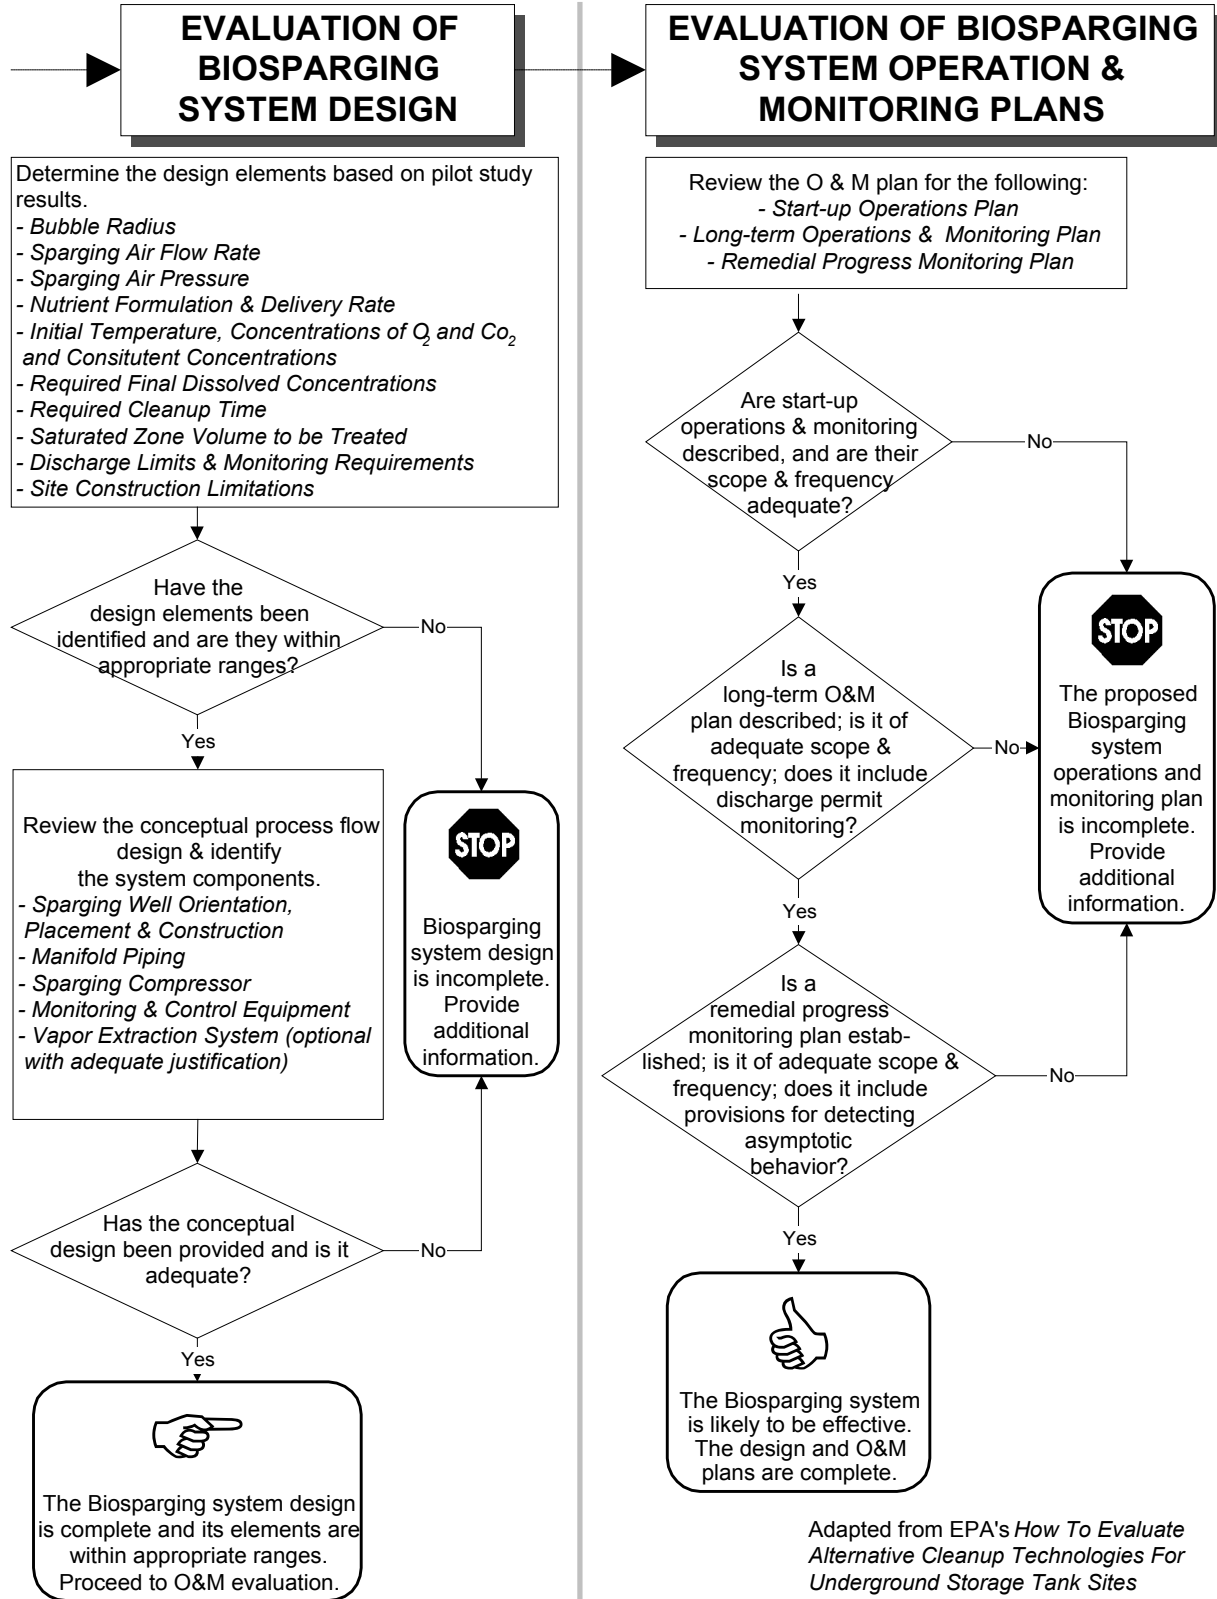 EVALUATION OF
BIOSPARGING
SYSTEM DESIGN
Determine the design elements based on pilot study
results.
- Bubble Radius
- Sparging Air Flow Rate
- Sparging Air Pressure
- Nutrient Formulation & Delivery Rate
- Initial Temperature, Concentrations of O2 and Co2
and Consitutent Concentrations
- Required Final Dissolved Concentrations
- Required Cleanup Time
- Saturated Zone Volume to be Treated
- Discharge Limits & Monitoring Requirements
- Site Construction Limitations
Have the
design elements been
identified and are they within
appropriate ranges?
No
Yes
Review the conceptual process flow
design & identify
the system components.
- Sparging Well Orientation,
Placement & Construction
- Manifold Piping
- Sparging Compressor
- Monitoring & Control Equipment
- Vapor Extraction System (optional
with adequate justification)
STOP
Biosparging
system design
is incomplete.
Provide
additional
information.
Has the conceptual
design been provided and is it
adequate?
No
Yes
The Biosparging system design
is complete and its elements are
within appropriate ranges.
Proceed to O&M evaluation.
EVALUATION OF BIOSPARGING
SYSTEM OPERATION &
MONITORING PLANS
Review the O & M plan for the following:
- Start-up Operations Plan
- Long-term Operations & Monitoring Plan
- Remedial Progress Monitoring Plan
Are start-up
operations & monitoring
described, and are their
scope & frequency
adequate?
No
Yes
Is a
long-term O&M
plan described; is it of
adequate scope &
frequency; does it include
discharge permit
monitoring?
No
Yes
STOP
The proposed
Biosparging
system
operations and
monitoring plan
is incomplete.
Provide
additional
information.
Is a
remedial progress
monitoring plan estab-
lished; is it of adequate scope &
frequency; does it include
provisions for detecting
asymptotic
behavior?
No
Yes
The Biosparging system
is likely to be effective.
The design and O&M
plans are complete.
Adapted from EPA's How To Evaluate
Alternative Cleanup Technologies For
Underground Storage Tank Sites